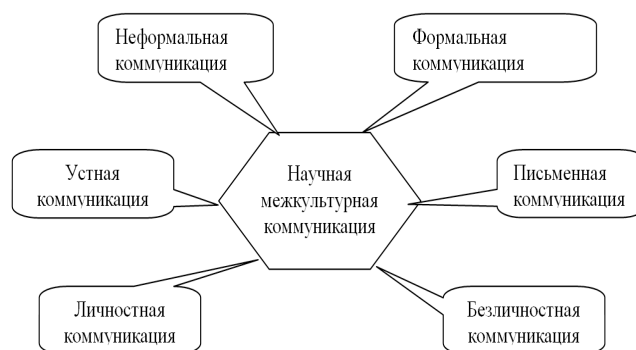 Неформальная
коммуникация
Формальная
коммуникация
Устная
коммуникация
Научная
межкультурная
коммуникация
Письменная
коммуникация
Личностная
коммуникация
Безличностная
коммуникация